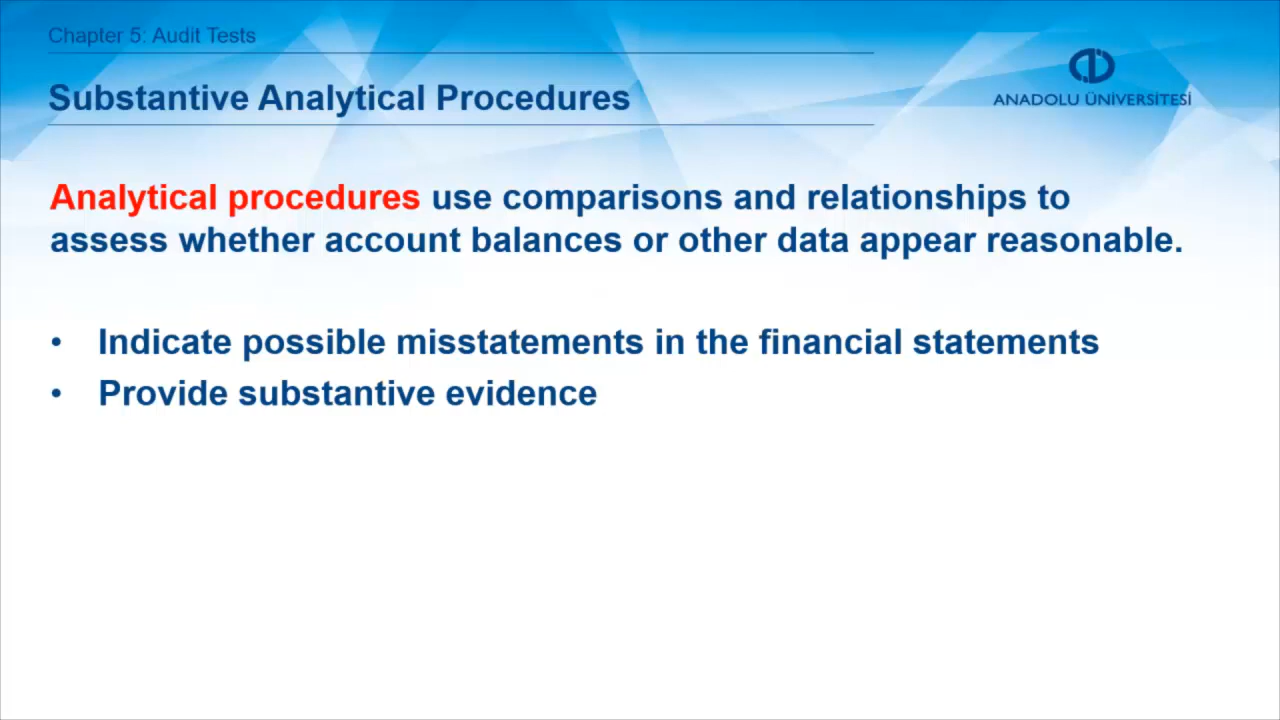 Chapter 5: Audit Tests
Substantive Analytical Procedures
ANADOLU ÜNİVERSİTESİ
Analytical procedures use comparisons and relationships to
assess whether account balances or other data appear reasonable.
• Indicate possible misstatements in the financial statements
• Provide substantive evidence